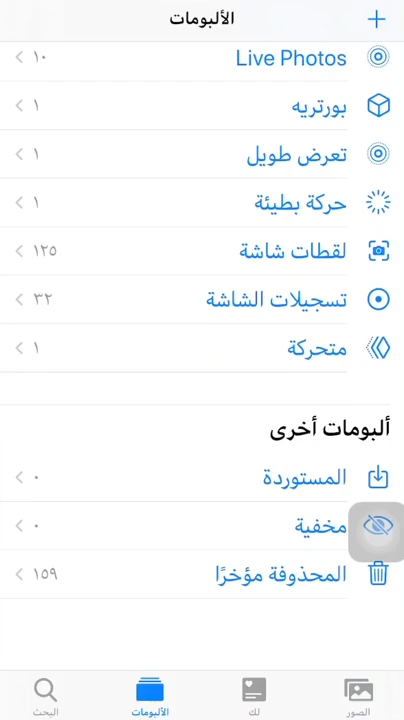 الألبومات
Live Photos ١٠
بورتريه ١
تعرض طويل ١
حركة بطيئة ١
لقطات شاشة ١٢٥
تسجيلات الشاشة ٣٢
متحركة ١
ألبومات أخرى
المستوردة ٠
مخفية ٠
المحذوفة مؤخرًا ١٥٩
الصور
لك
الألبومات
البحث